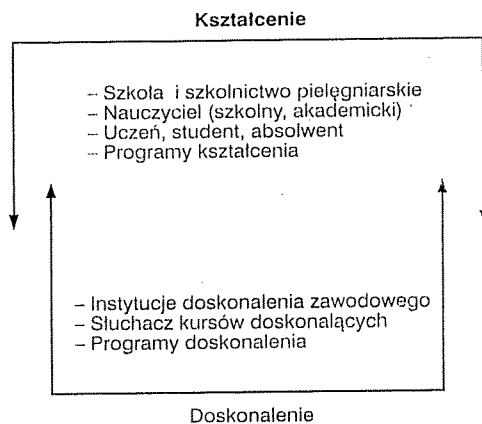 Kształcenie
– Szkoła i szkolnictwo pielęgniarskie
– Nauczyciel (szkolny, akademicki)
– Uczeń, student, absolwent
– Programy kształcenia
– Instytucje doskonalenia zawodowego
– Słuchacz kursów doskonalących
– Programy doskonalenia
Doskonalenie